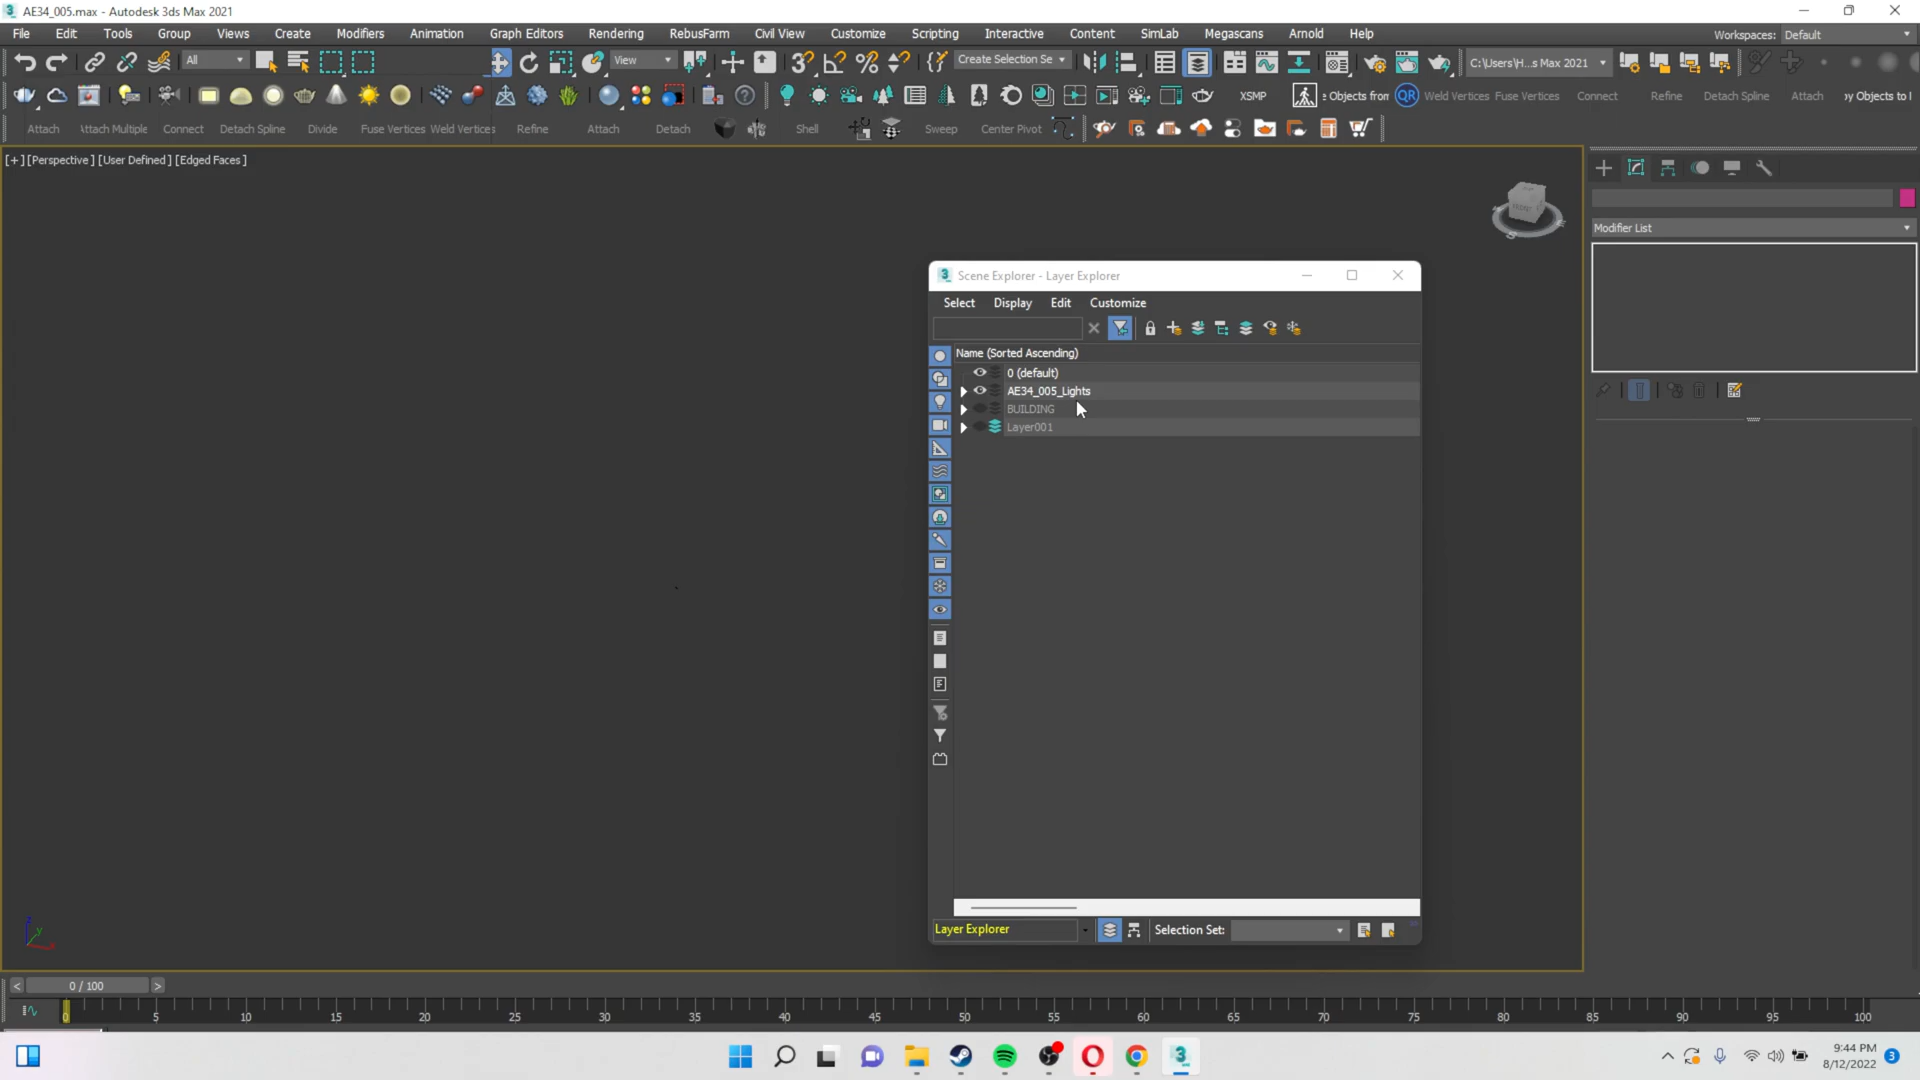 AE34_005.max - Autodesk 3ds Max 2021
File Edit Tools Group Views Create Modifiers Animation Graph Editors Rendering RebusFarm Civil View Customize Scripting Interactive Content SimLab Megascans Arnold Help Workspaces: Default
All View Create Selection Se C:\Users\H...s Max 2021
XSMP Objects from QR Weld Vertices Fuse Vertices Connect Refine Detach Spline Attach Objects to
Attach Attach Multiple Connect Detach Spline Divide Fuse Vertices Weld Vertices Refine Attach Detach Shell Sweep Center Pivot
[+] [Perspective] [User Defined] [Edged Faces]
Modifier List
Scene Explorer - Layer Explorer
Select Display Edit Customize
Name (Sorted Ascending)
0 (default)
AE34_005_Lights
BUILDING
Layer001
Layer Explorer Selection Set:
z y x
< 0 / 100 >
0 5 10 15 20 25 30 35 40 45 50 55 60 65 70 75 80 85 90 95 100
9:44 PM
8/12/2022
3